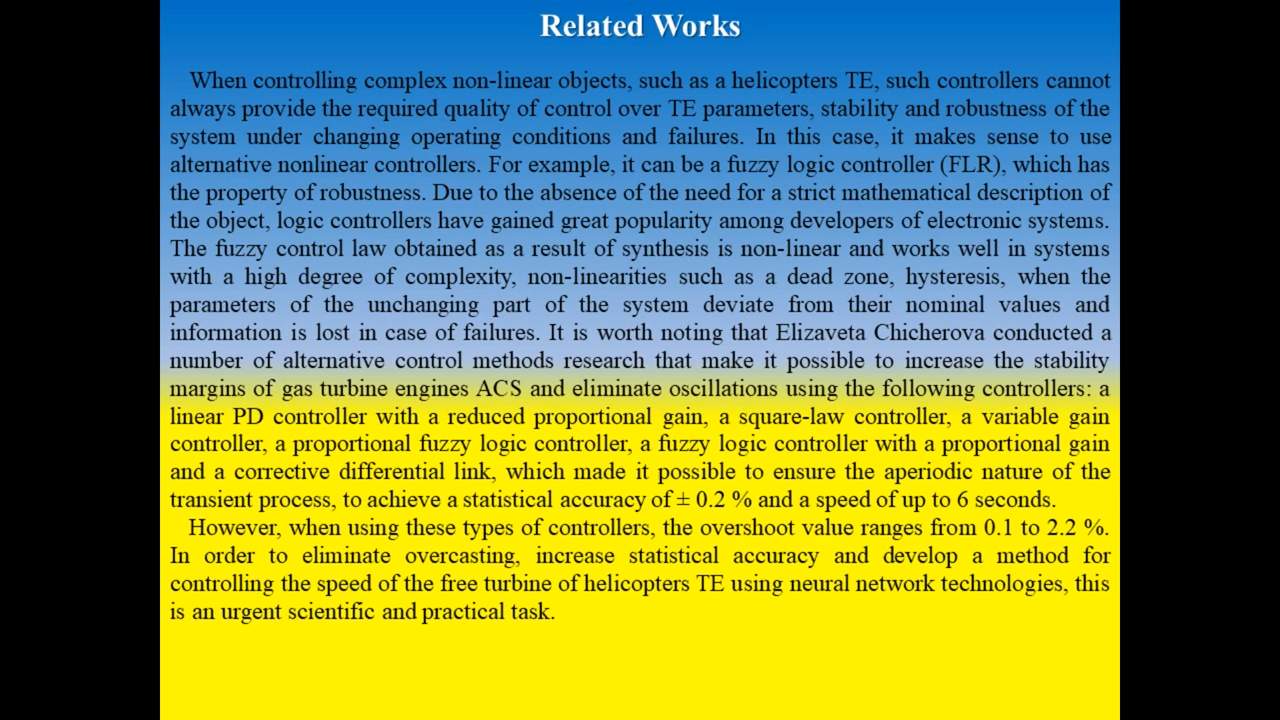 Related Works
When controlling complex non-linear objects, such as a helicopters TE, such controllers cannot
always provide the required quality of control over TE parameters, stability and robustness of the
system under changing operating conditions and failures. In this case, it makes sense to use
alternative nonlinear controllers. For example, it can be a fuzzy logic controller (FLR), which has
the property of robustness. Due to the absence of the need for a strict mathematical description of
the object, logic controllers have gained great popularity among developers of electronic systems.
The fuzzy control law obtained as a result of synthesis is non-linear and works well in systems
with a high degree of complexity, non-linearities such as a dead zone, hysteresis, when the
parameters of the unchanging part of the system deviate from their nominal values and
information is lost in case of failures. It is worth noting that Elizaveta Chicherova conducted a
number of alternative control methods research that make it possible to increase the stability
margins of gas turbine engines ACS and eliminate oscillations using the following controllers: a
linear PD controller with a reduced proportional gain, a square-law controller, a variable gain
controller, a proportional fuzzy logic controller, a fuzzy logic controller with a proportional gain
and a corrective differential link, which made it possible to ensure the aperiodic nature of the
transient process, to achieve a statistical accuracy of ± 0.2 % and a speed of up to 6 seconds.
However, when using these types of controllers, the overshoot value ranges from 0.1 to 2.2 %.
In order to eliminate overcasting, increase statistical accuracy and develop a method for
controlling the speed of the free turbine of helicopters TE using neural network technologies, this
is an urgent scientific and practical task.